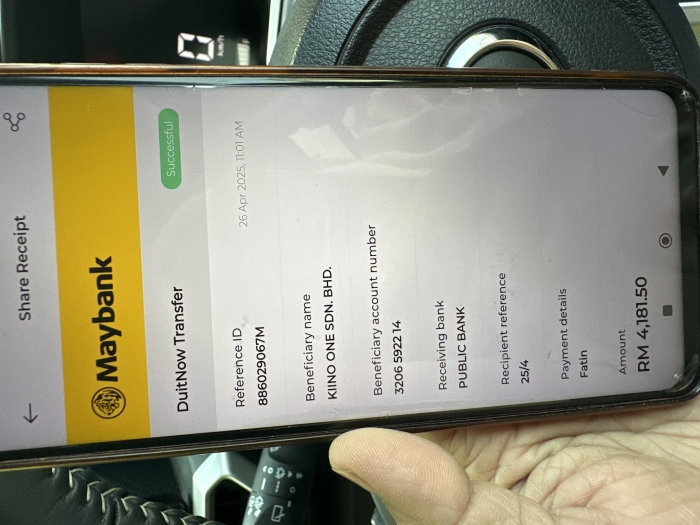 Share Receipt
Maybank
DuitNow Transfer
Successful
Reference ID
886029067M
26 Apr 2025, 11:01 AM
Beneficiary name
KIINO ONE SDN. BHD.
Beneficiary account number
3206 5922 14
Receiving bank
PUBLIC BANK
Recipient reference
25/4
Payment details
Fatin
Amount
RM 4,181.50
0
km/h